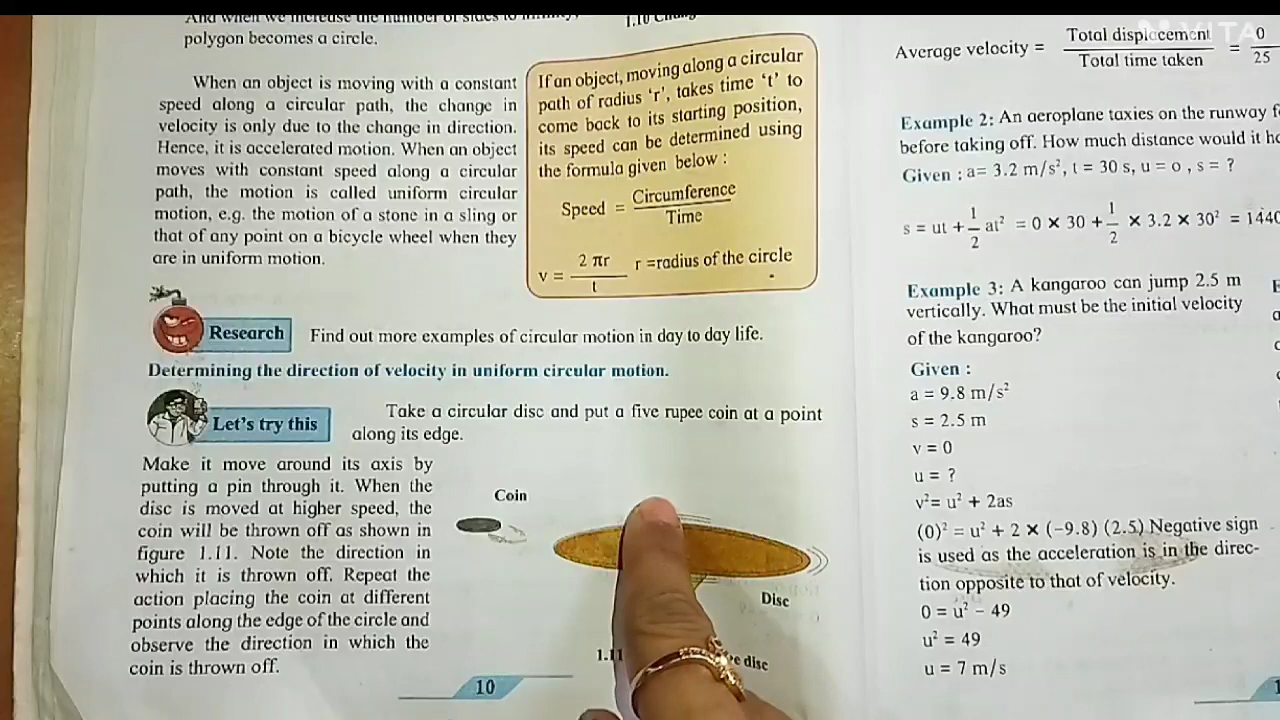 And when we increase the number of sides to infinity,
polygon becomes a circle.
When an object is moving with a constant
speed along a circular path, the change in
velocity is only due to the change in direction.
Hence, it is accelerated motion. When an object
moves with constant speed along a circular
path, the motion is called uniform circular
motion, e.g. the motion of a stone in a sling or
that of any point on a bicycle wheel when they
are in uniform motion.
1.10
If an object, moving along a circular
path of radius ‘r’, takes time ‘t’ to
come back to its starting position,
its speed can be determined using
the formula given below :
Speed = Circumference / Time
v = 2 πr / t r =radius of the circle
Research Find out more examples of circular motion in day to day life.
Determining the direction of velocity in uniform circular motion.
Let's try this
Take a circular disc and put a five rupee coin at a point
along its edge.
Make it move around its axis by
putting a pin through it. When the
disc is moved at higher speed, the
coin will be thrown off as shown in
figure 1.11. Note the direction in
which it is thrown off. Repeat the
action placing the coin at different
points along the edge of the circle and
observe the direction in which the
coin is thrown off.
Coin
Disc
1.11 disc
10
VITA
Average velocity = Total displacement / Total time taken = 0 / 25
Example 2: An aeroplane taxies on the runway
before taking off. How much distance would it
Given : a= 3.2 m/s², t = 30 s, u = o , s = ?
s = ut + 1/2 at² = 0 × 30 + 1/2 × 3.2 × 30² = 1440
Example 3: A kangaroo can jump 2.5 m
vertically. What must be the initial velocity
of the kangaroo?
Given :
a = 9.8 m/s²
s = 2.5 m
v = 0
u = ?
v²= u² + 2as
(0)² = u² + 2 × (−9.8) (2.5) Negative sign
is used as the acceleration is in the direc-
tion opposite to that of velocity.
0 = u² − 49
u² = 49
u = 7 m/s